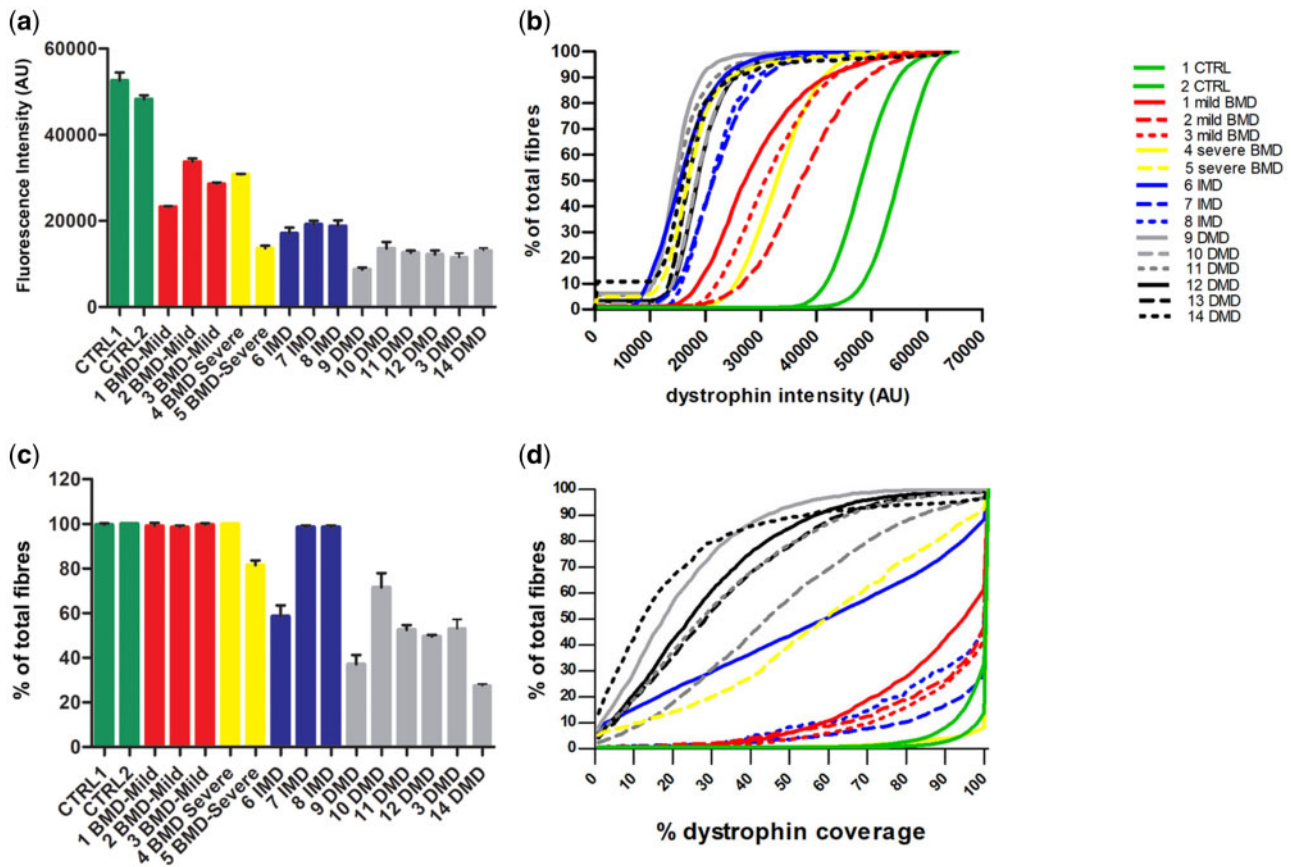 (a)
Fluorescence Intensity (AU)
60000
40000
20000
0
CTRL1
CTRL2
1 BMD-Mild
2 BMD-Mild
3 BMD-Mild
4 BMD Severe
5 BMD-Severe
6 IMD
7 IMD
8 IMD
9 DMD
10 DMD
11 DMD
12 DMD
3 DMD
14 DMD
(b)
% of total fibres
100
90
80
70
60
50
40
30
20
10
0
0
10000
20000
30000
40000
50000
60000
70000
dystrophin intensity (AU)
1 CTRL
2 CTRL
1 mild BMD
2 mild BMD
3 mild BMD
4 severe BMD
5 severe BMD
6 IMD
7 IMD
8 IMD
9 DMD
10 DMD
11 DMD
12 DMD
13 DMD
14 DMD
(c)
% of total fibres
120
100
80
60
40
20
0
CTRL1
CTRL2
1 BMD-Mild
2 BMD-Mild
3 BMD-Mild
4 BMD Severe
5 BMD-Severe
6 IMD
7 IMD
8 IMD
9 DMD
10 DMD
11 DMD
12 DMD
3 DMD
14 DMD
(d)
% of total fibres
100
90
80
70
60
50
40
30
20
10
0
0
10
20
30
40
50
60
70
80
90
100
% dystrophin coverage